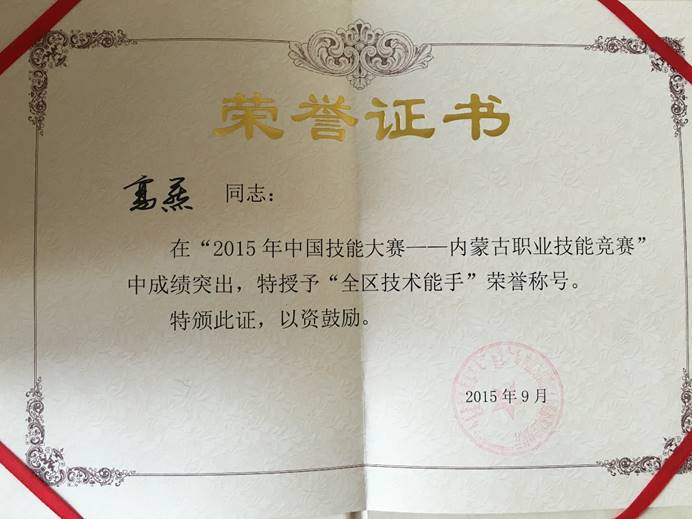 荣誉证书
高燕 同志：
在“2015年中国技能大赛——内蒙古职业技能竞赛”
中成绩突出，特授予“全区技术能手”荣誉称号。
特颁此证，以资鼓励。
2015年9月